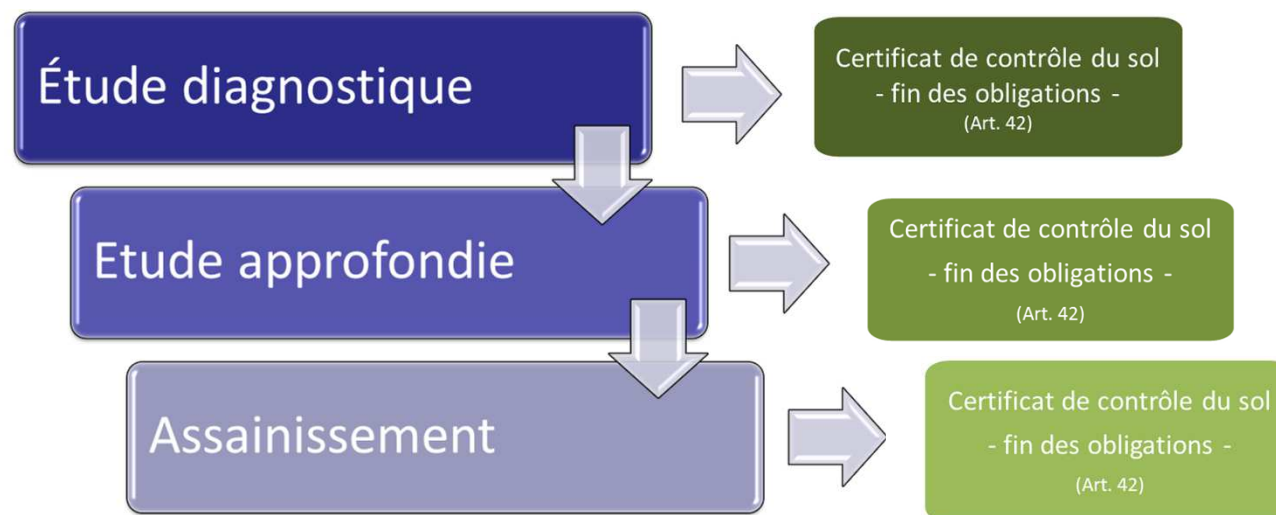 Étude diagnostique
Certificat de contrôle du sol
- fin des obligations -
(Art. 42)
Etude approfondie
Certificat de contrôle du sol
- fin des obligations -
(Art. 42)
Assainissement
Certificat de contrôle du sol
- fin des obligations -
(Art. 42)